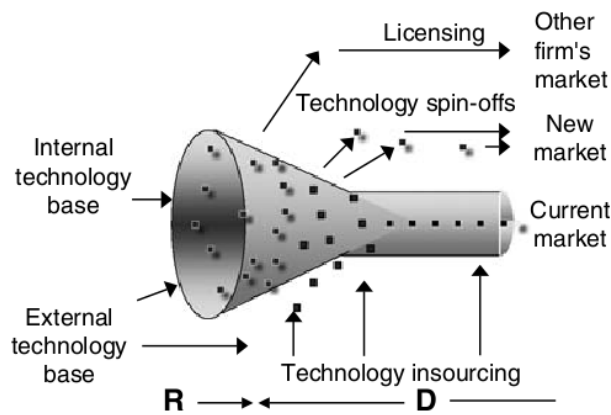 Licensing
Other
firm's
market
Technology spin-offs
New
market
Internal
technology
base
Current
market
External
technology
base
Technology insourcing
R
D